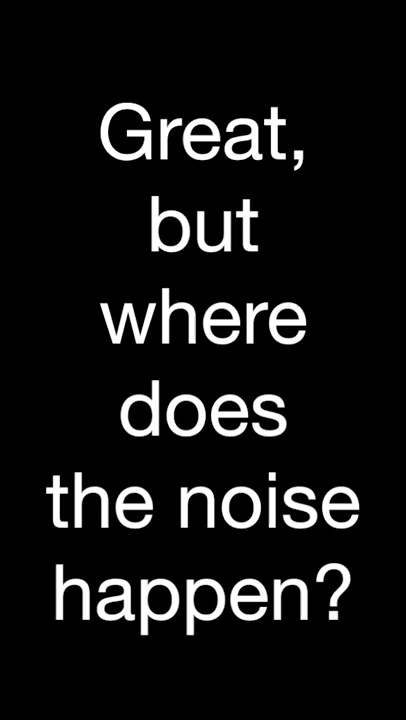 Great,
but
where
does
the noise
happen?